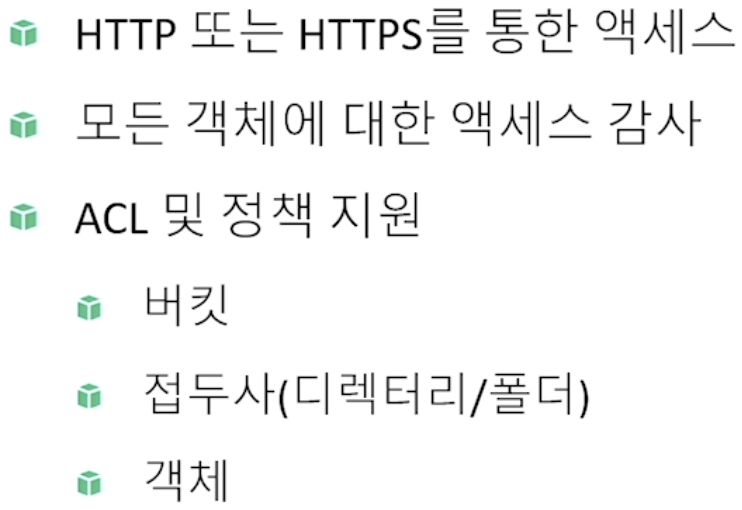 HTTP 또는 HTTPS를 통한 액세스
모든 객체에 대한 액세스 감사
ACL 및 정책 지원
버킷
접두사(디렉터리/폴더)
객체